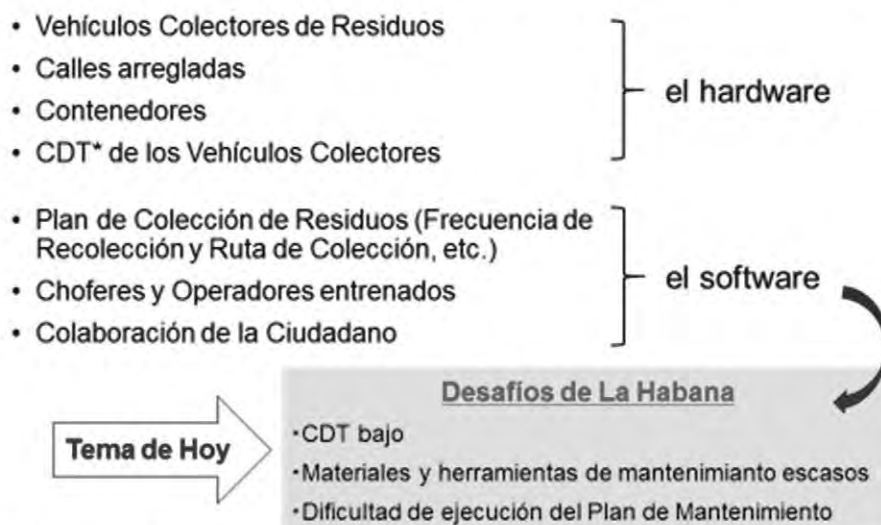 • Vehículos Colectores de Residuos
• Calles arregladas
• Contenedores
• CDT* de los Vehículos Colectores
el hardware
• Plan de Colección de Residuos (Frecuencia de
Recolección y Ruta de Colección, etc.)
• Choferes y Operadores entrenados
• Colaboración de la Ciudadano
el software
Tema de Hoy
Desafíos de La Habana
・CDT bajo
・Materiales y herramientas de mantenimianto escasos
・Dificultad de ejecución del Plan de Mantenimiento